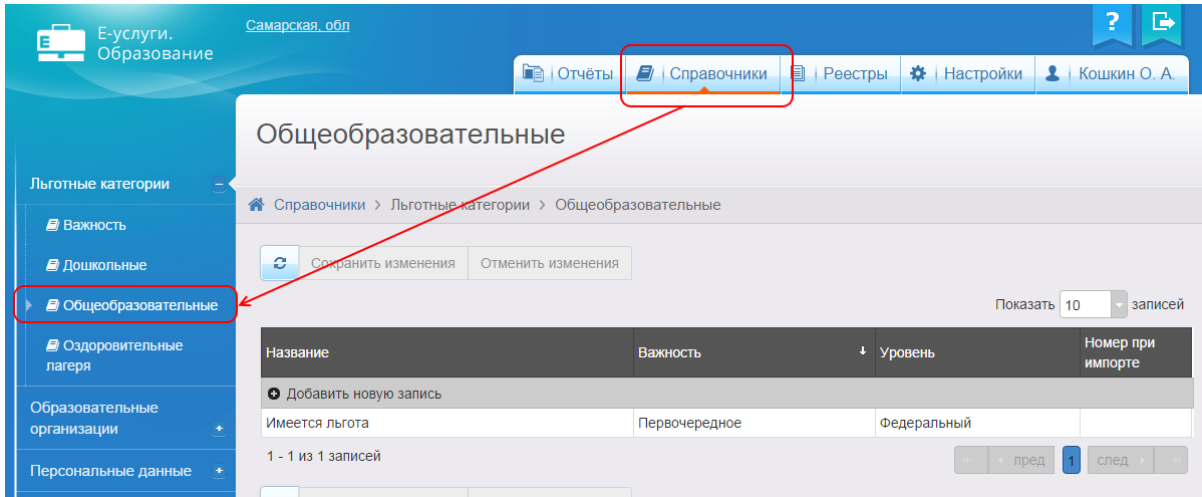 Е-услуги.
Образование
Самарская, обл
?
Отчёты
Справочники
Реестры
Настройки
Кошкин О. А.
Общеобразовательные
Льготные категории
Справочники > Льготные категории > Общеобразовательные
Важность
Дошкольные
Общеобразовательные
Оздоровительные
лагеря
Образовательные
организации
Персональные данные
Сохранить изменения
Отменить изменения
Показать 10 записей
Название
Важность
Уровень
Номер при
импорте
Добавить новую запись
Имеется льгота
Первочередное
Федеральный
1 - 1 из 1 записей
пред
1
след